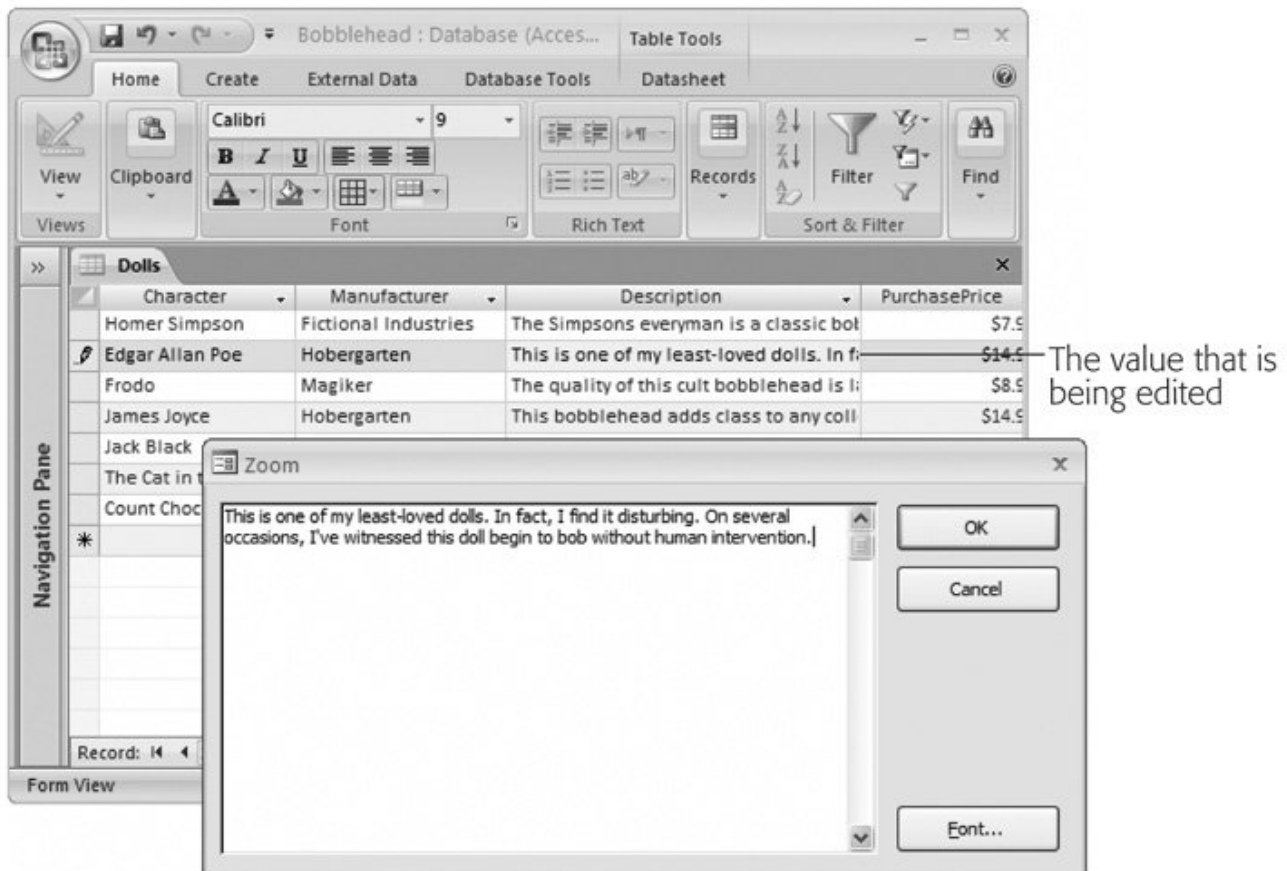 Bobblehead : Database (Acces...
Table Tools
Home Create External Data Database Tools Datasheet
Calibri 9
B I U
View Clipboard Records Filter Find
Views Font Rich Text Sort & Filter
Dolls
Character Manufacturer Description PurchasePrice
Homer Simpson Fictional Industries The Simpsons everyman is a classic $7.9
Edgar Allan Poe Hobergarten This is one of my least-loved dolls. In $14.9
The value that is
being edited
Frodo Magiker The quality of this cult bobblehead is $8.9
James Joyce Hobergarten This bobblehead adds class to any coll $14.9
Jack Black
The Cat in t
Count Choc
Navigation Pane
Zoom
This is one of my least-loved dolls. In fact, I find it disturbing. On several
occasions, I've witnessed this doll begin to bob without human intervention.
OK
Cancel
Font...
Record:
Form View